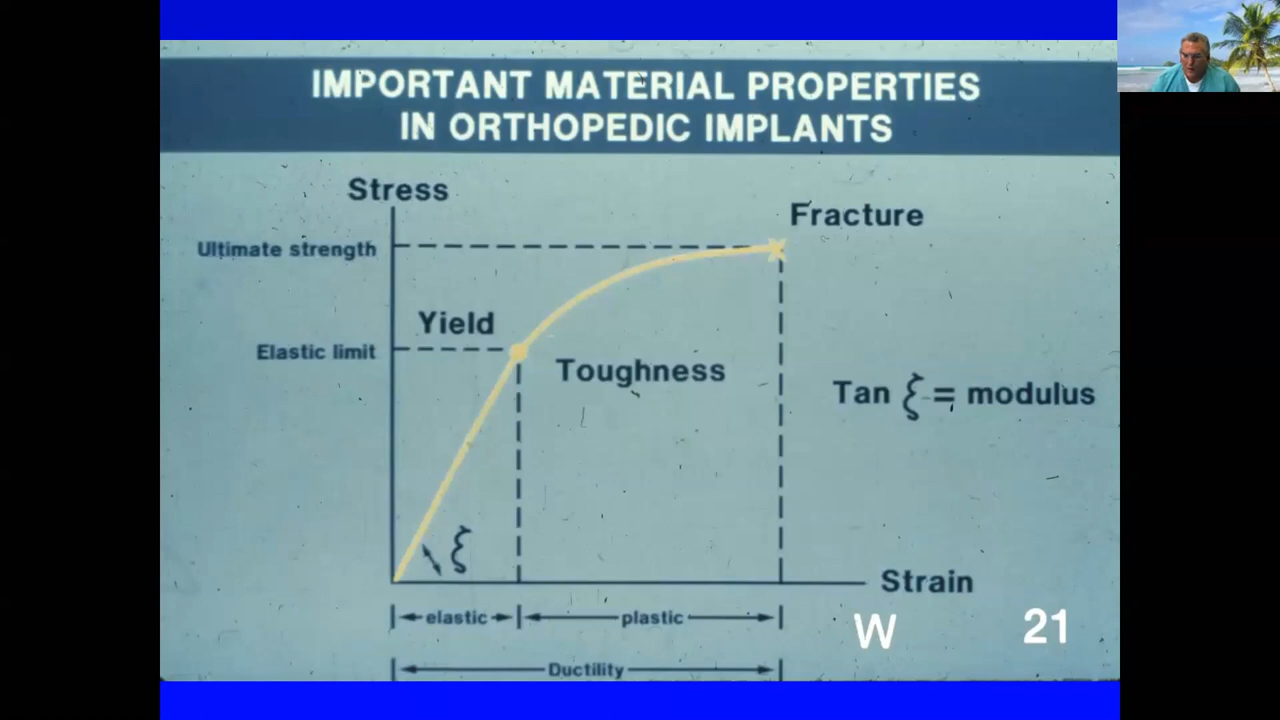 IMPORTANT MATERIAL PROPERTIES
IN ORTHOPEDIC IMPLANTS
Stress
Fracture
Ultimate strength
Yield
Elastic limit
Toughness
Tan ξ = modulus
ξ
Strain
elastic
plastic
W 21
Ductility